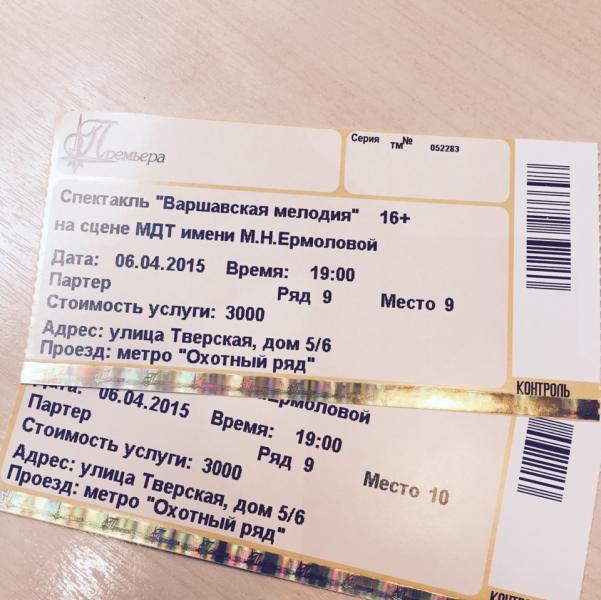 Премьера
Серия ТМ № 052283
Спектакль "Варшавская мелодия" 16+
на сцене МДТ имени М.Н.Ермоловой
Дата: 06.04.2015 Время: 19:00
Партер Ряд 9 Место 9
Стоимость услуги: 3000
Адрес: улица Тверская, дом 5/6
Проезд: метро "Охотный ряд"
КОНТРОЛЬ
Ермоловой
Дата: 06.04.2015 Время: 19:00
Партер Ряд 9 Место 10
Стоимость услуги: 3000
Адрес: улица Тверская, дом 5/6
Проезд: метро "Охотный ряд"